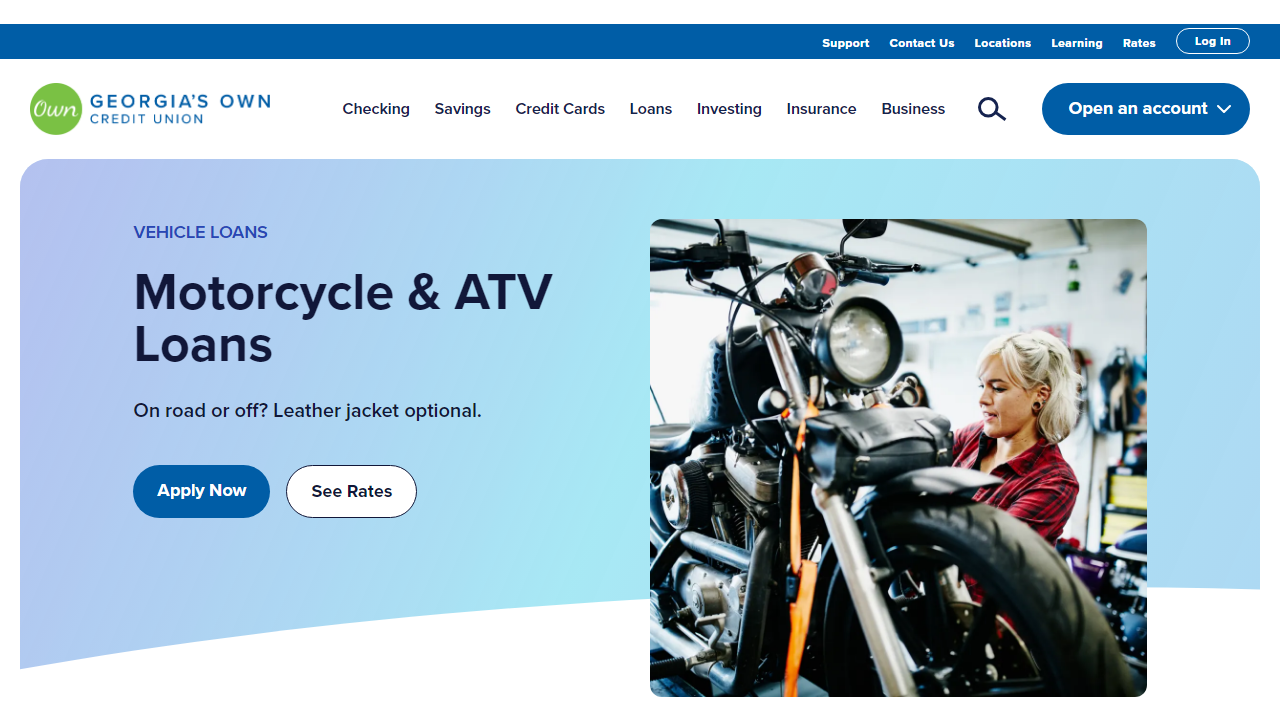 Support Contact Us Locations Learning Rates Log In
Own GEORGIA'S OWN
CREDIT UNION
Checking Savings Credit Cards Loans Investing Insurance Business Open an account
VEHICLE LOANS
Motorcycle & ATV
Loans
On road or off? Leather jacket optional.
Apply Now See Rates